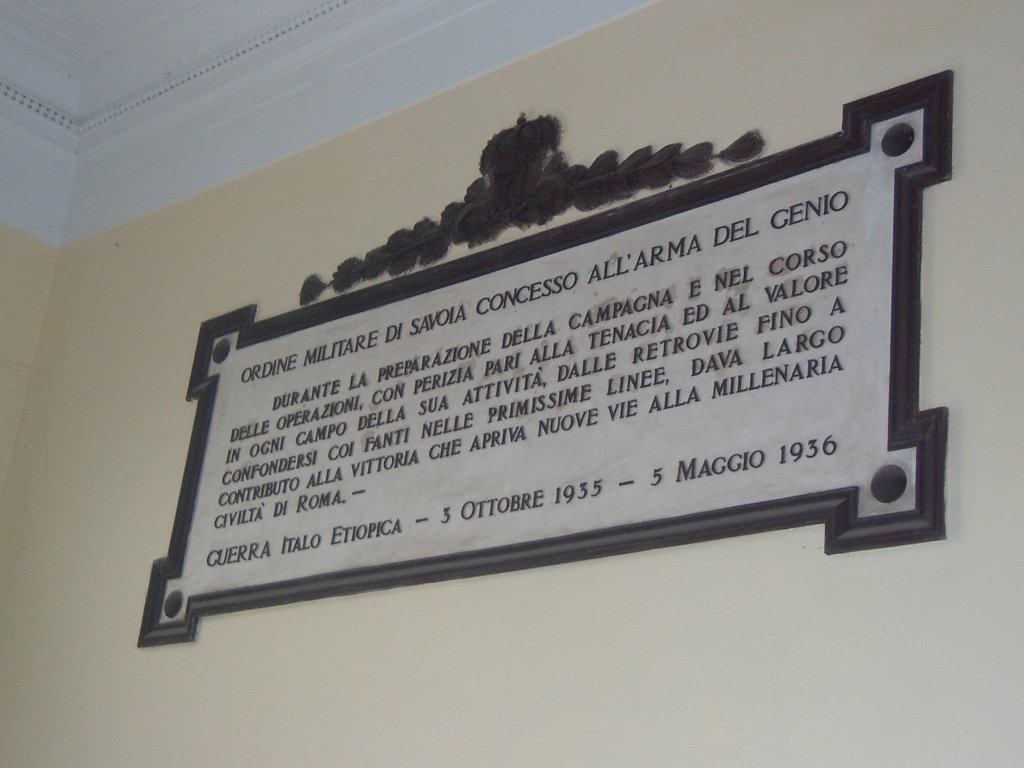 ORDINE MILITARE DI SAVOIA CONCESSO ALL'ARMA DEL GENIO
DURANTE LA PREPARAZIONE DELLA CAMPAGNA E NEL CORSO
DELLE OPERAZIONI, CON PERIZIA PARI ALLA TENACIA ED AL VALORE
IN OGNI CAMPO DELLA SUA ATTIVITÀ, DALLE RETROVIE FINO A
CONFONDERSI COI FANTI NELLE PRIMISSIME LINEE, DAVA LARGO
CONTRIBUTO ALLA VITTORIA CHE APRIVA NUOVE VIE ALLA MILLENARIA
CIVILTÀ DI ROMA. —
GUERRA ITALO ETIOPICA — 3 OTTOBRE 1935 — 5 MAGGIO 1936